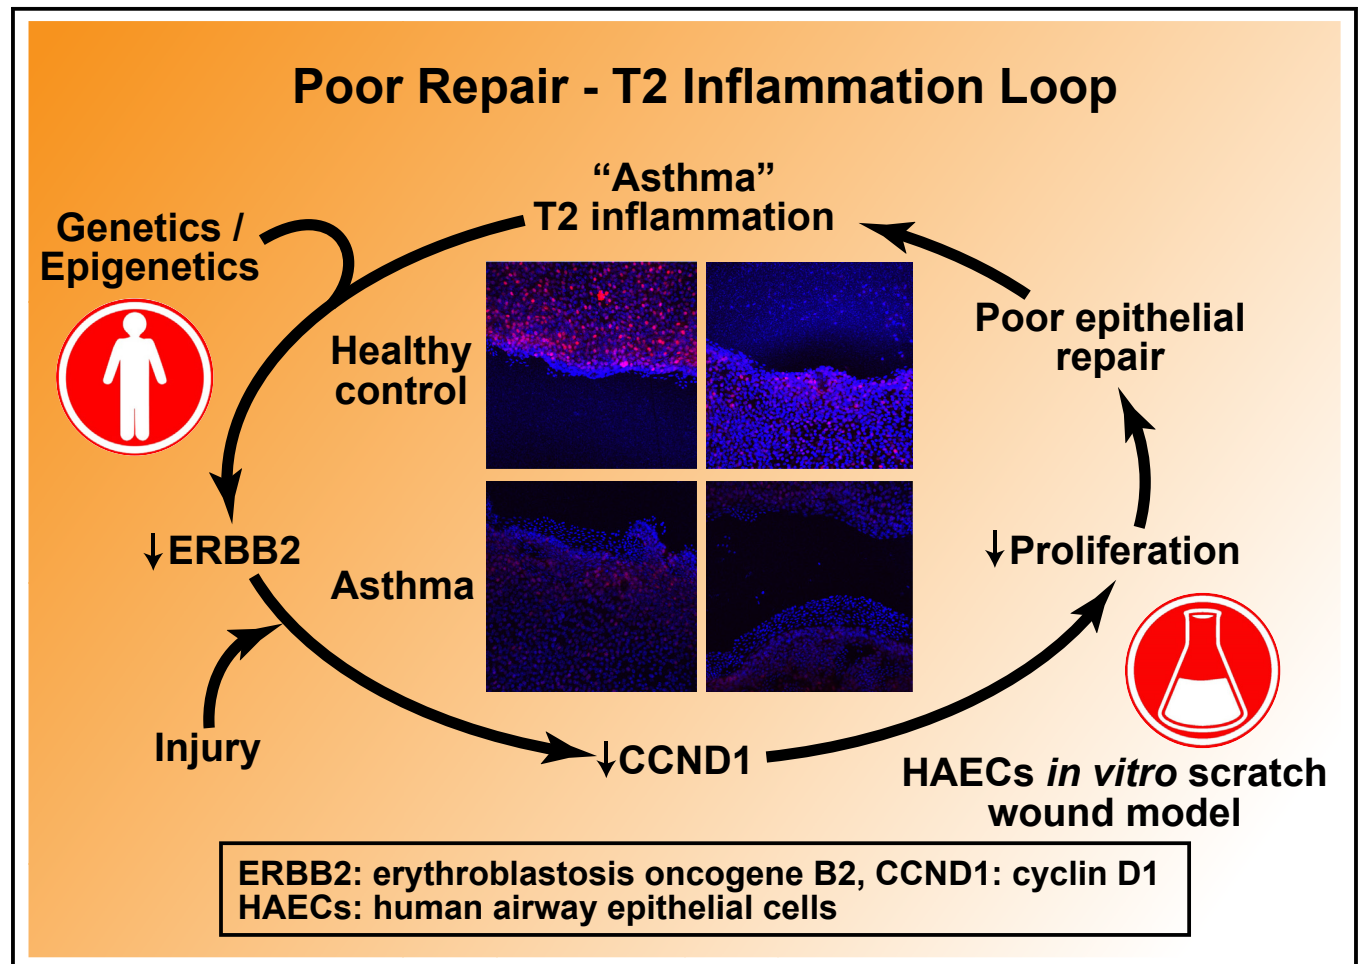 Poor Repair - T2 Inflammation Loop
“Asthma”
T2 inflammation
Genetics /
Epigenetics
Healthy
control
Poor epithelial
repair
↓ERBB2
Asthma
↓Proliferation
Injury
↓CCND1
HAECs in vitro scratch
wound model
ERBB2: erythroblastosis oncogene B2, CCND1: cyclin D1
HAECs: human airway epithelial cells